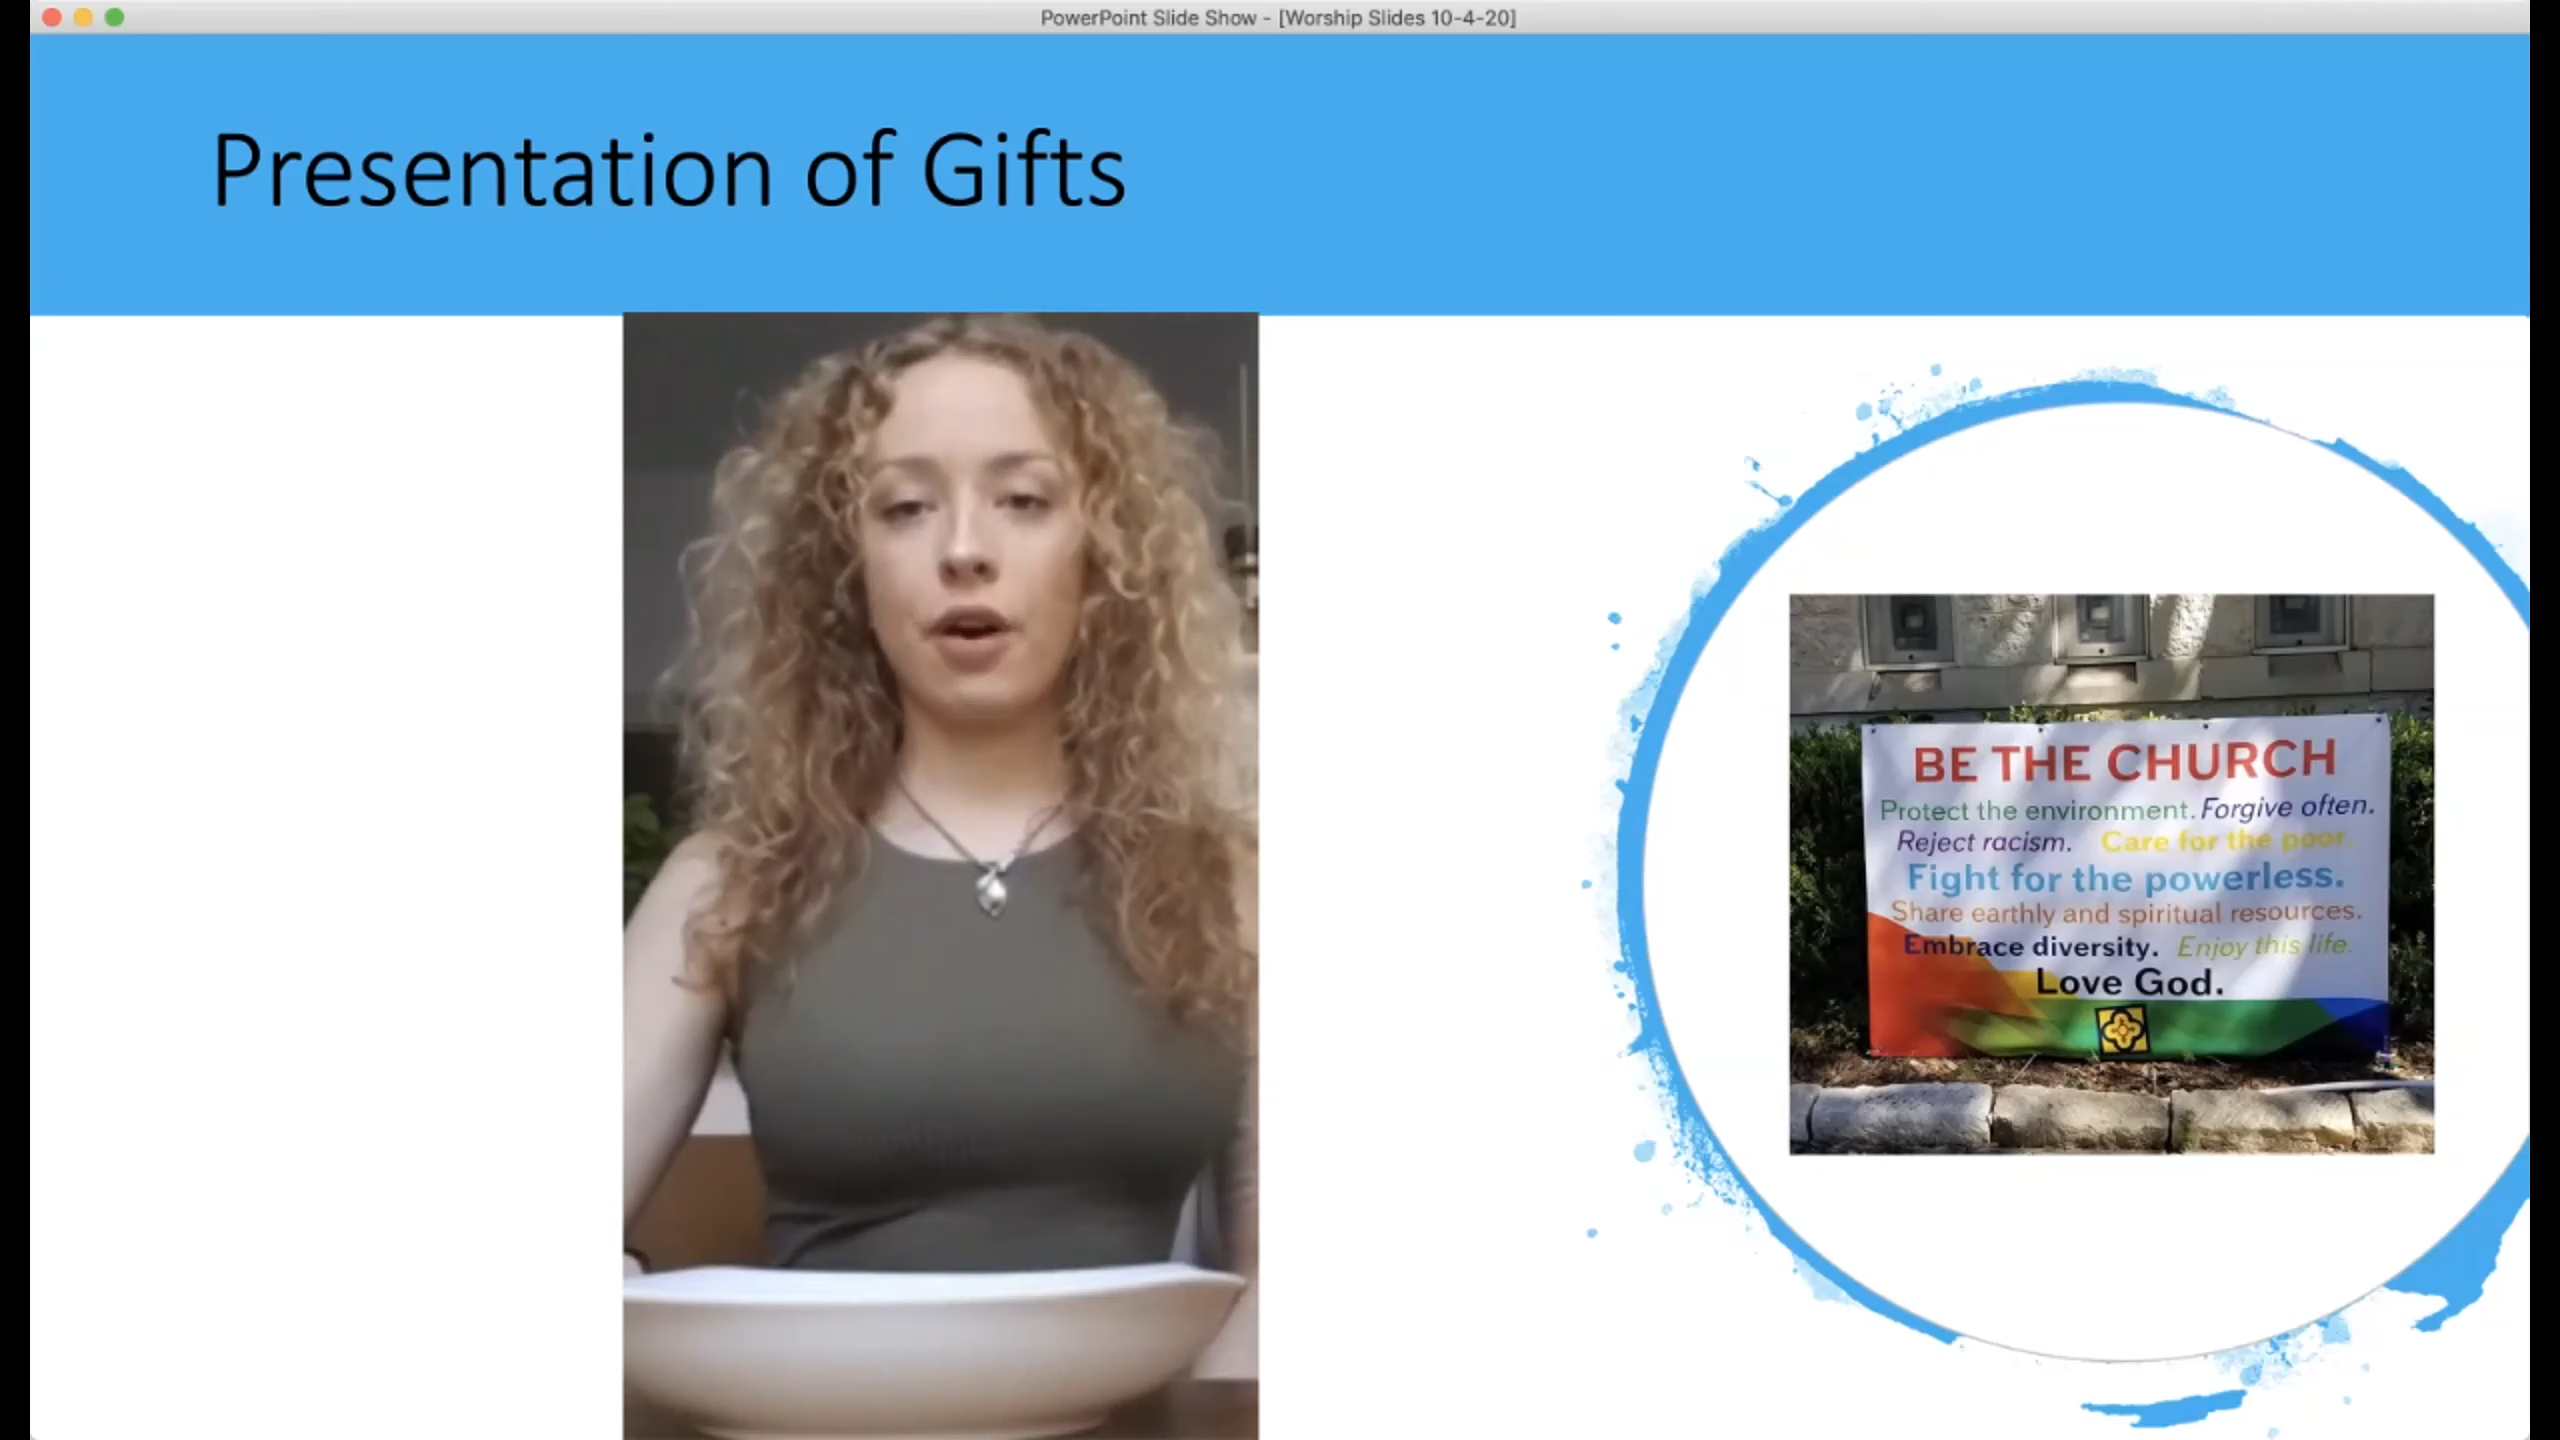 PowerPoint Slide Show - [Worship Slides 10-4-20]
Presentation of Gifts
BE THE CHURCH
Protect the environment. Forgive often.
Reject racism. Care for the poor.
Fight for the powerless.
Share earthly and spiritual resources.
Embrace diversity. Enjoy this life.
Love God.